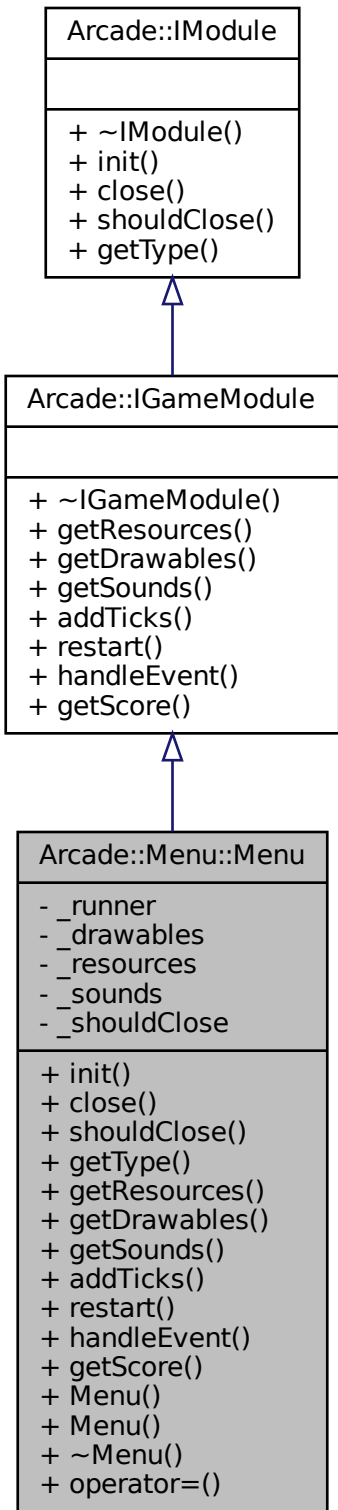 Arcade::IModule
+ ~IModule()
+ init()
+ close()
+ shouldClose()
+ getType()
Arcade::IGameModule
+ ~IGameModule()
+ getResources()
+ getDrawables()
+ getSounds()
+ addTicks()
+ restart()
+ handleEvent()
+ getScore()
Arcade::Menu::Menu
- _runner
- _drawables
- _resources
- _sounds
- _shouldClose
+ init()
+ close()
+ shouldClose()
+ getType()
+ getResources()
+ getDrawables()
+ getSounds()
+ addTicks()
+ restart()
+ handleEvent()
+ getScore()
+ Menu()
+ Menu()
+ ~Menu()
+ operator=()